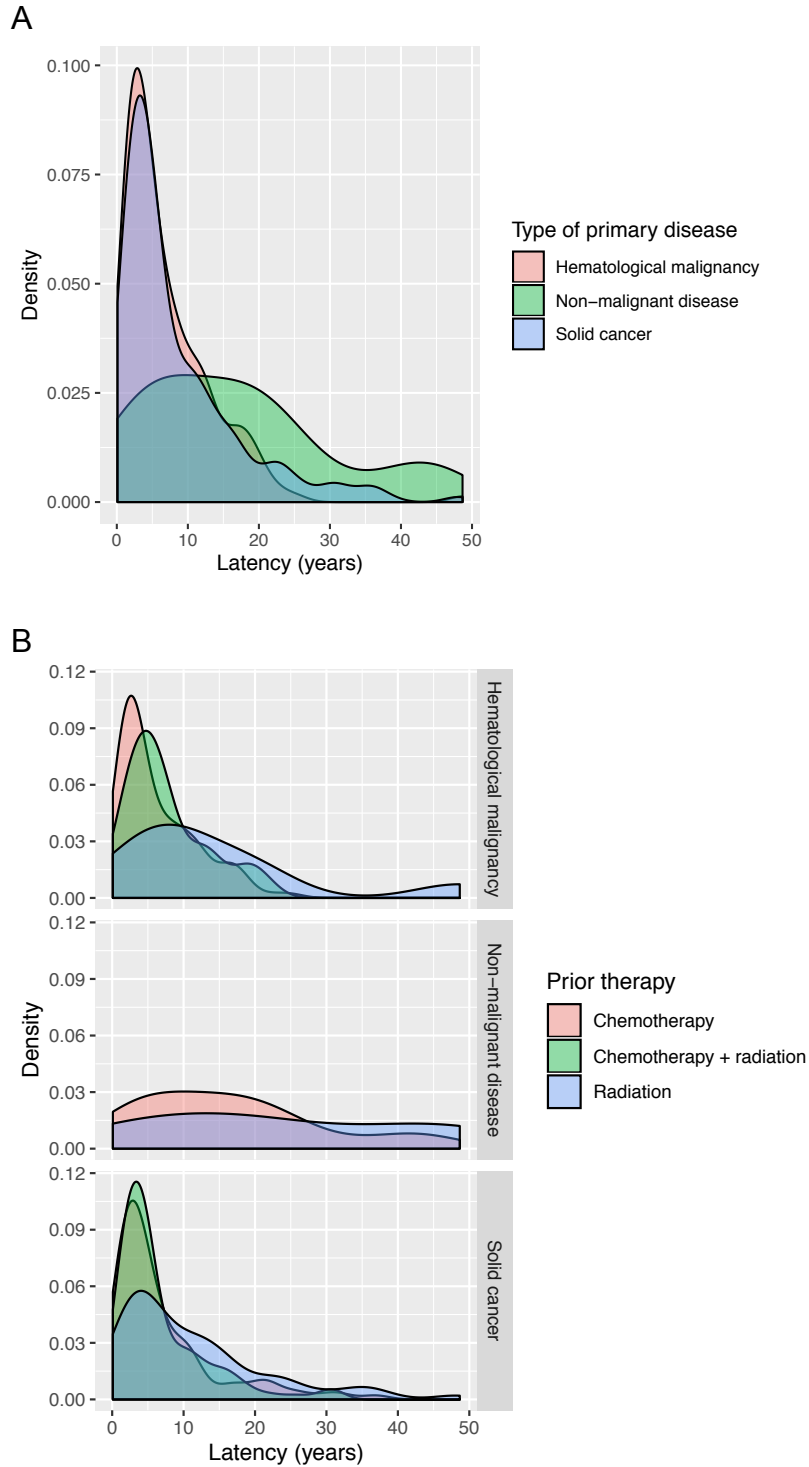 A
0.100
0.075
0.050
0.025
0.000
Density
0 10 20 30 40 50
Latency (years)
Type of primary disease
Hematological malignancy
Non−malignant disease
Solid cancer
B
0.12
0.09
0.06
0.03
0.00
Hematological malignancy
0.12
0.09
0.06
0.03
0.00
Non−malignant disease
0.12
0.09
0.06
0.03
0.00
Solid cancer
Density
0 10 20 30 40 50
Latency (years)
Prior therapy
Chemotherapy
Chemotherapy + radiation
Radiation